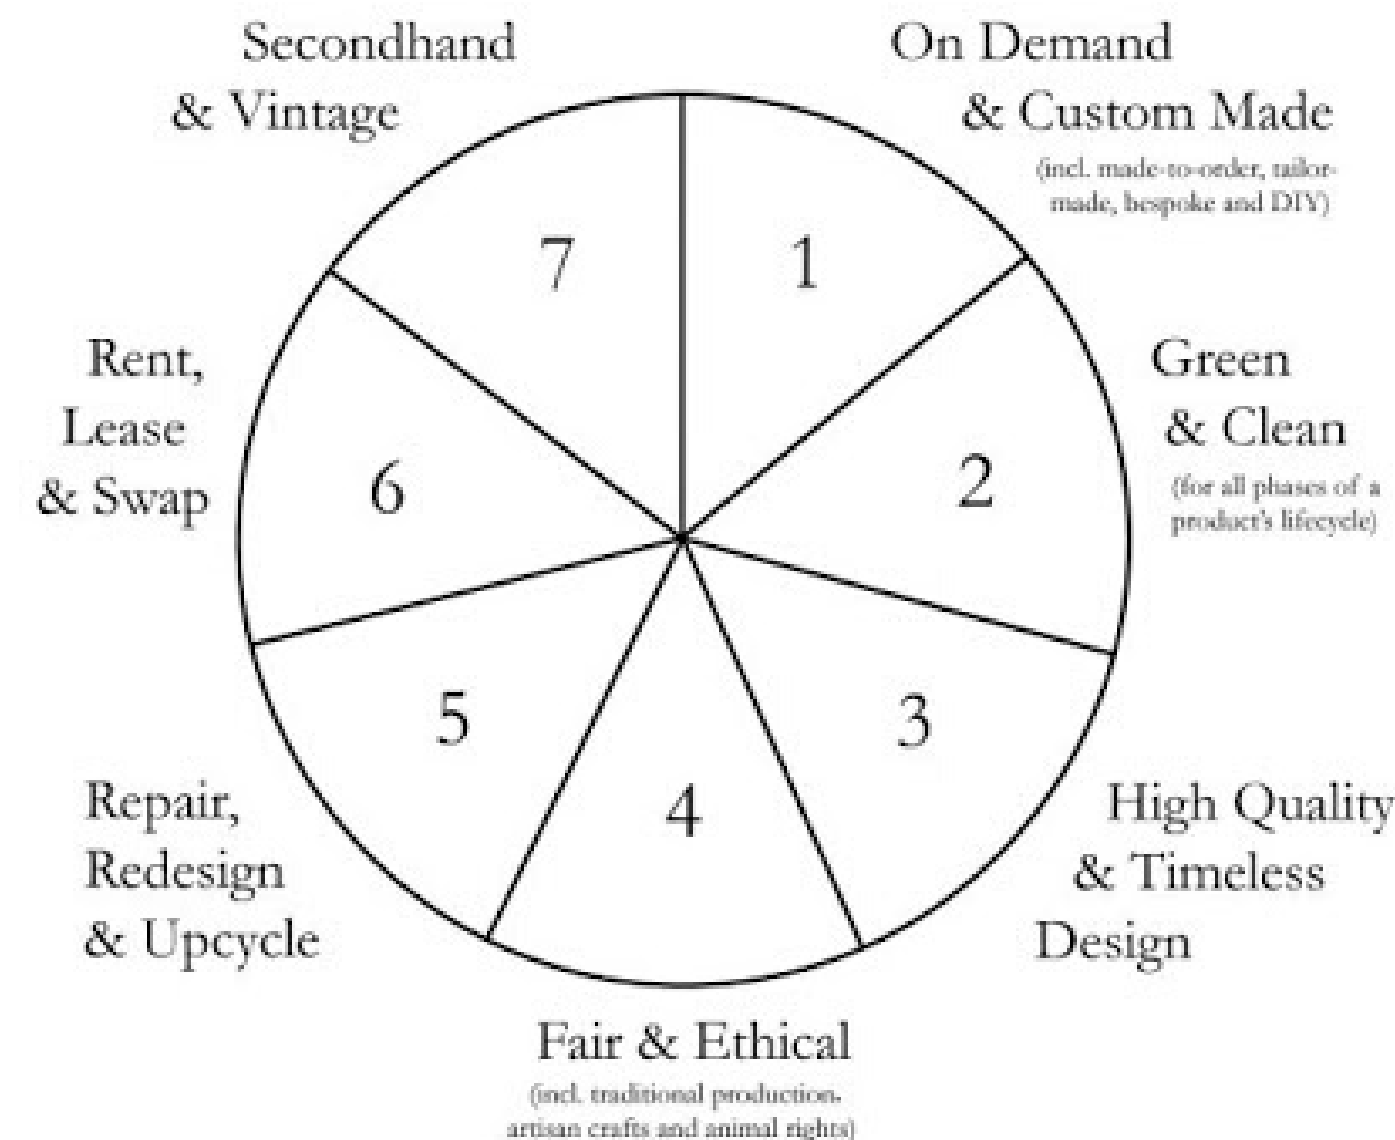 On Demand
& Custom Made
(incl. made-to-order, tailor-
made, bespoke and DIY)
1
Green
& Clean
(for all phases of a
product's lifecycle)
2
High Quality
& Timeless
Design
3
Fair & Ethical
(incl. traditional production,
artisan crafts and animal rights)
4
Repair,
Redesign
& Upcycle
5
Rent,
Lease
& Swap
6
Secondhand
& Vintage
7